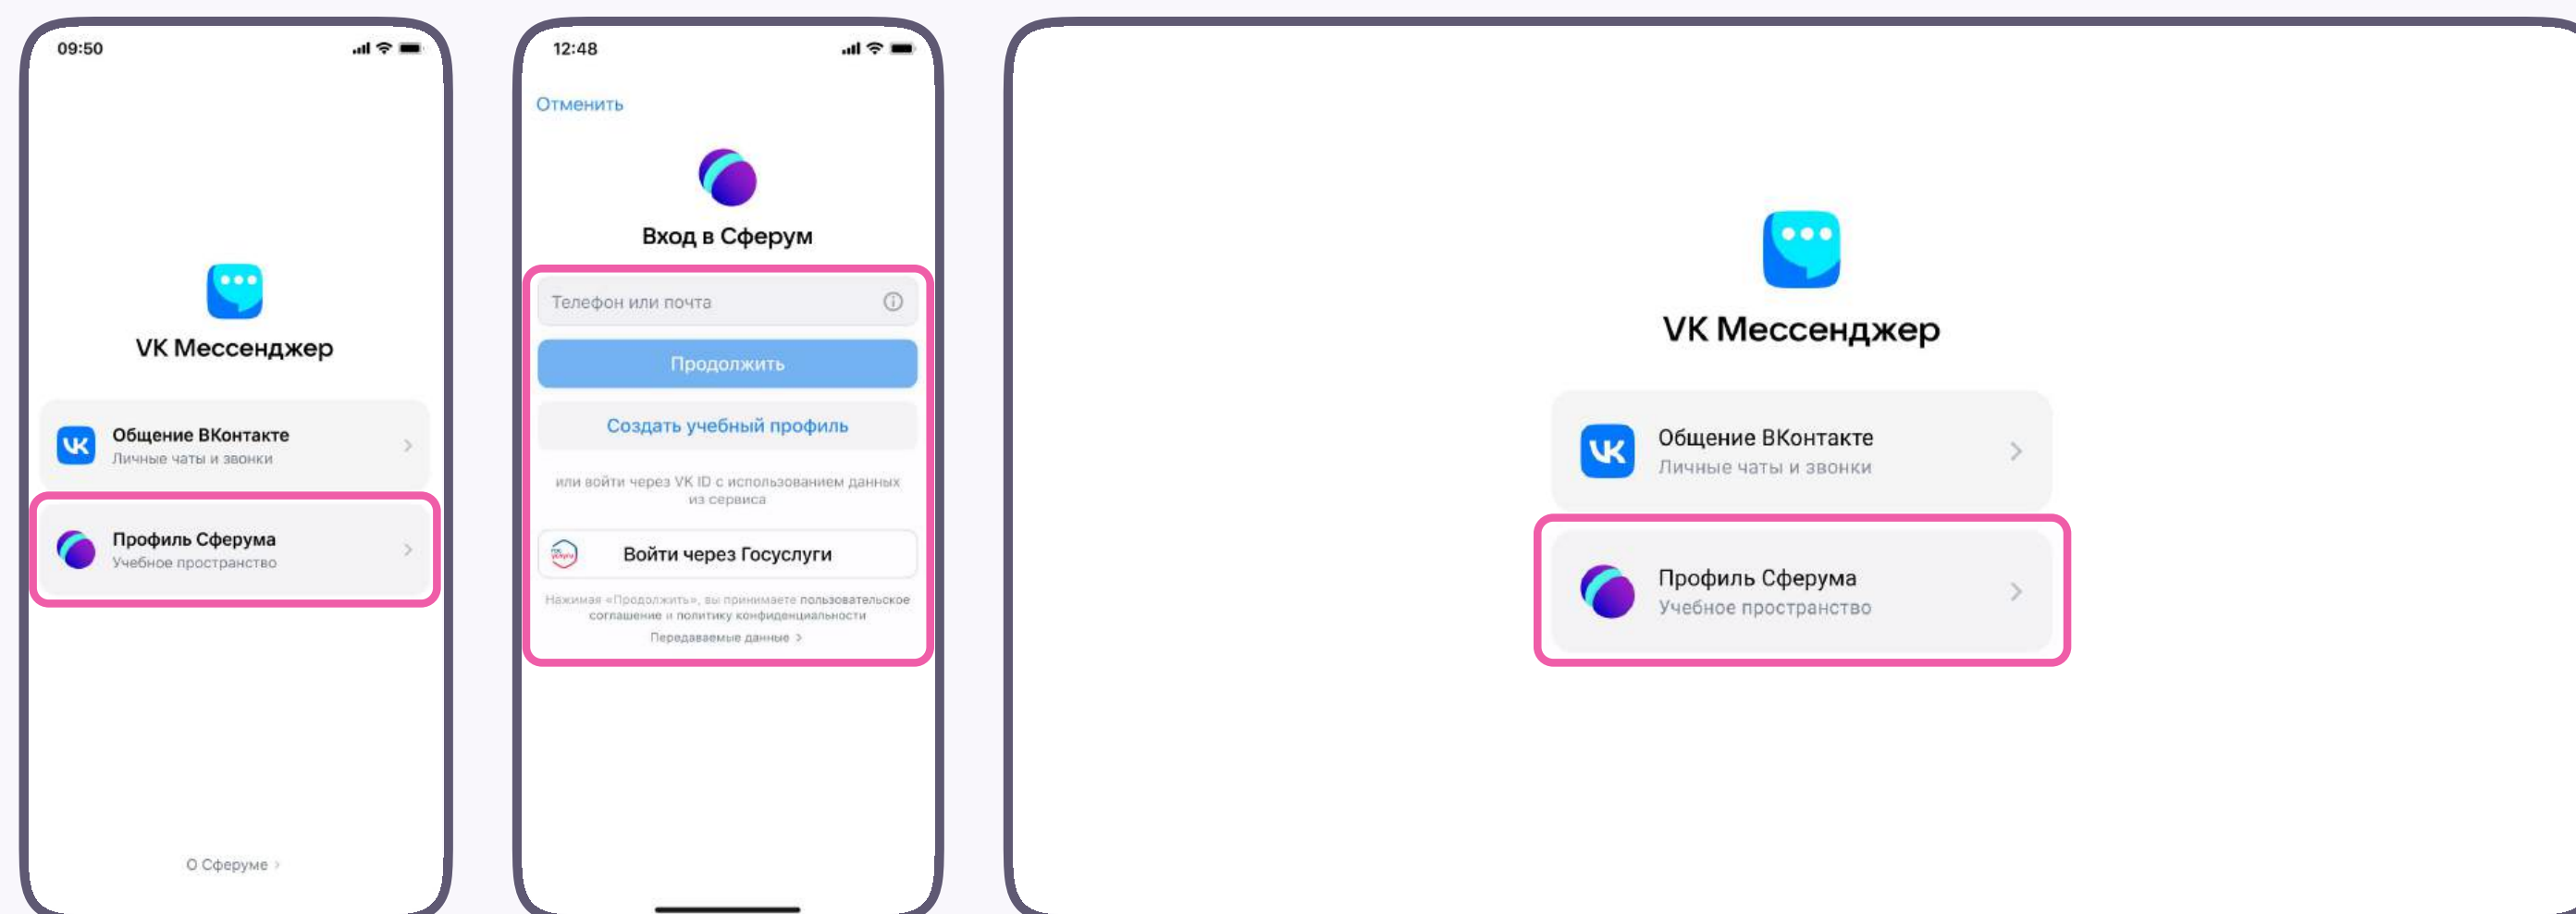 09:50
VK Мессенджер
Общение ВКонтакте
Личные чаты и звонки
Профиль Сферума
Учебное пространство
О Сферуме
12:48
Отменить
Вход в Сферум
Телефон или почта
Продолжить
Создать учебный профиль
или войти через VK ID с использованием данных
из сервиса
Войти через Госуслуги
Нажимая «Продолжить», вы принимаете пользовательское
соглашение и политику конфиденциальности
Передаваемые данные
VK Мессенджер
Общение ВКонтакте
Личные чаты и звонки
Профиль Сферума
Учебное пространство